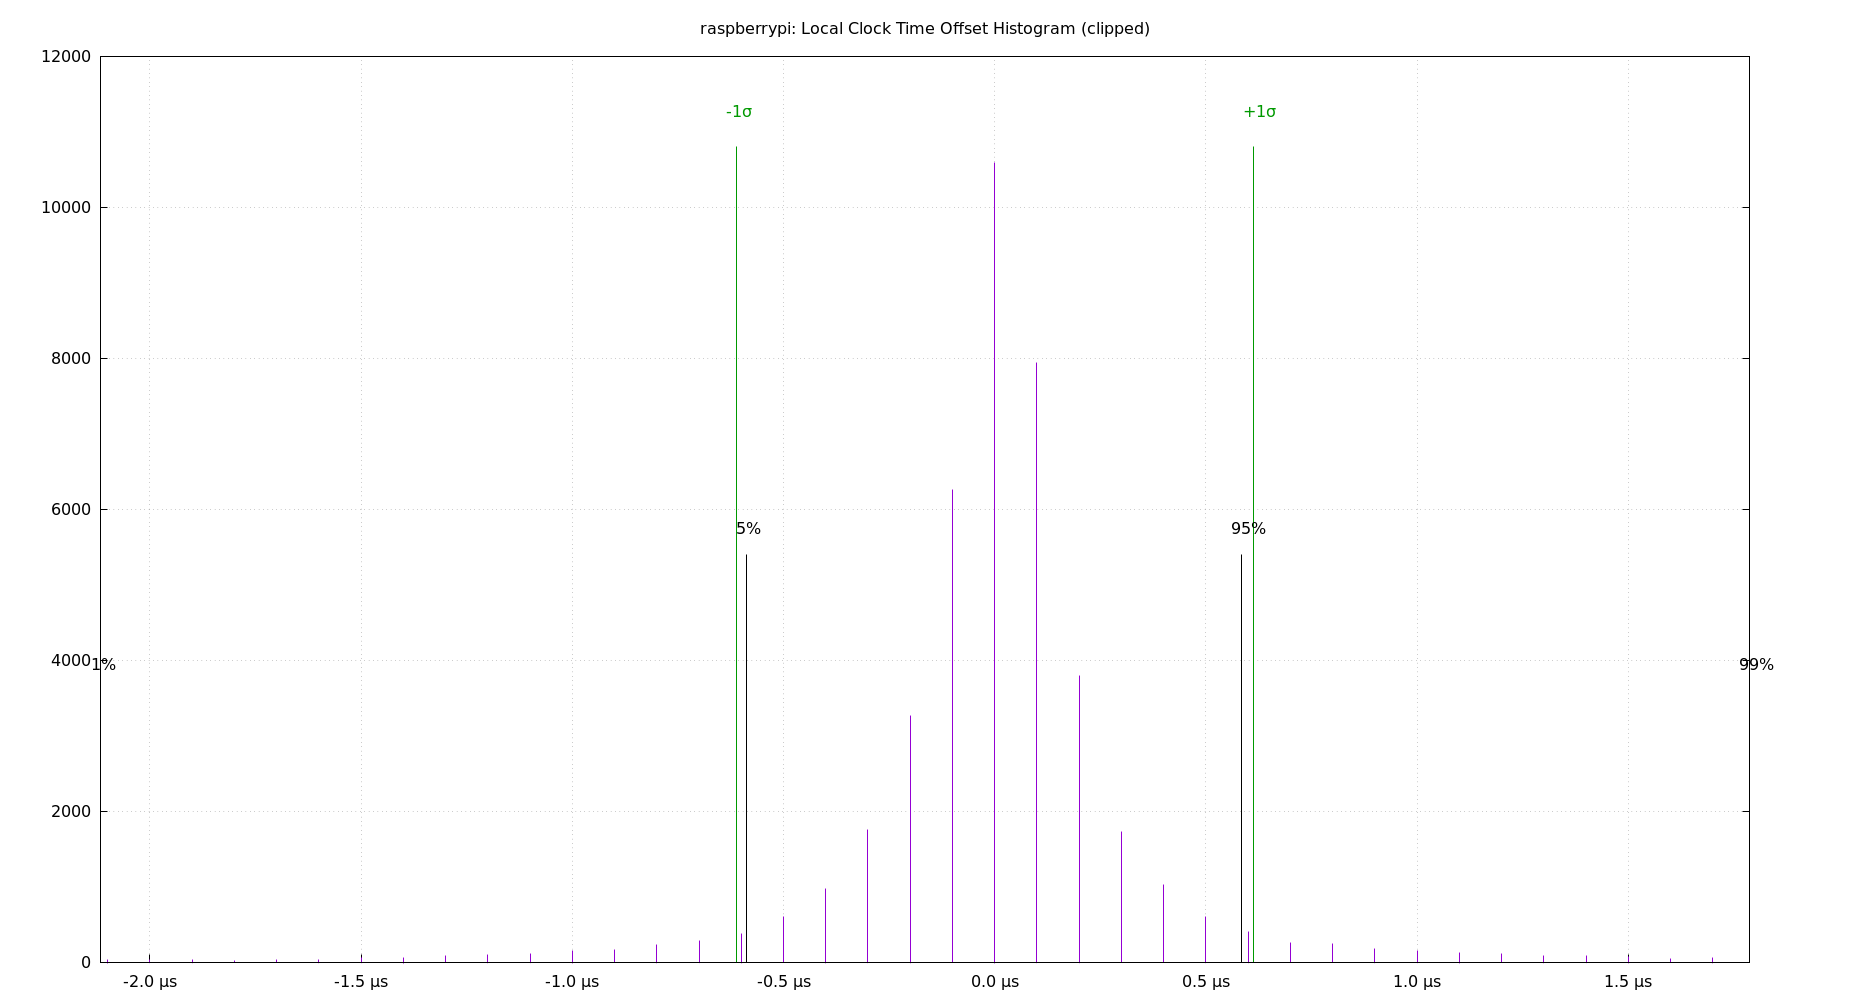 raspberrypi: Local Clock Time Offset Histogram (clipped)
12000
-1σ
+1σ
10000
8000
6000
5%
95%
4000
1%
99%
2000
0
-2.0 µs
-1.5 µs
-1.0 µs
-0.5 µs
0.0 µs
0.5 µs
1.0 µs
1.5 µs